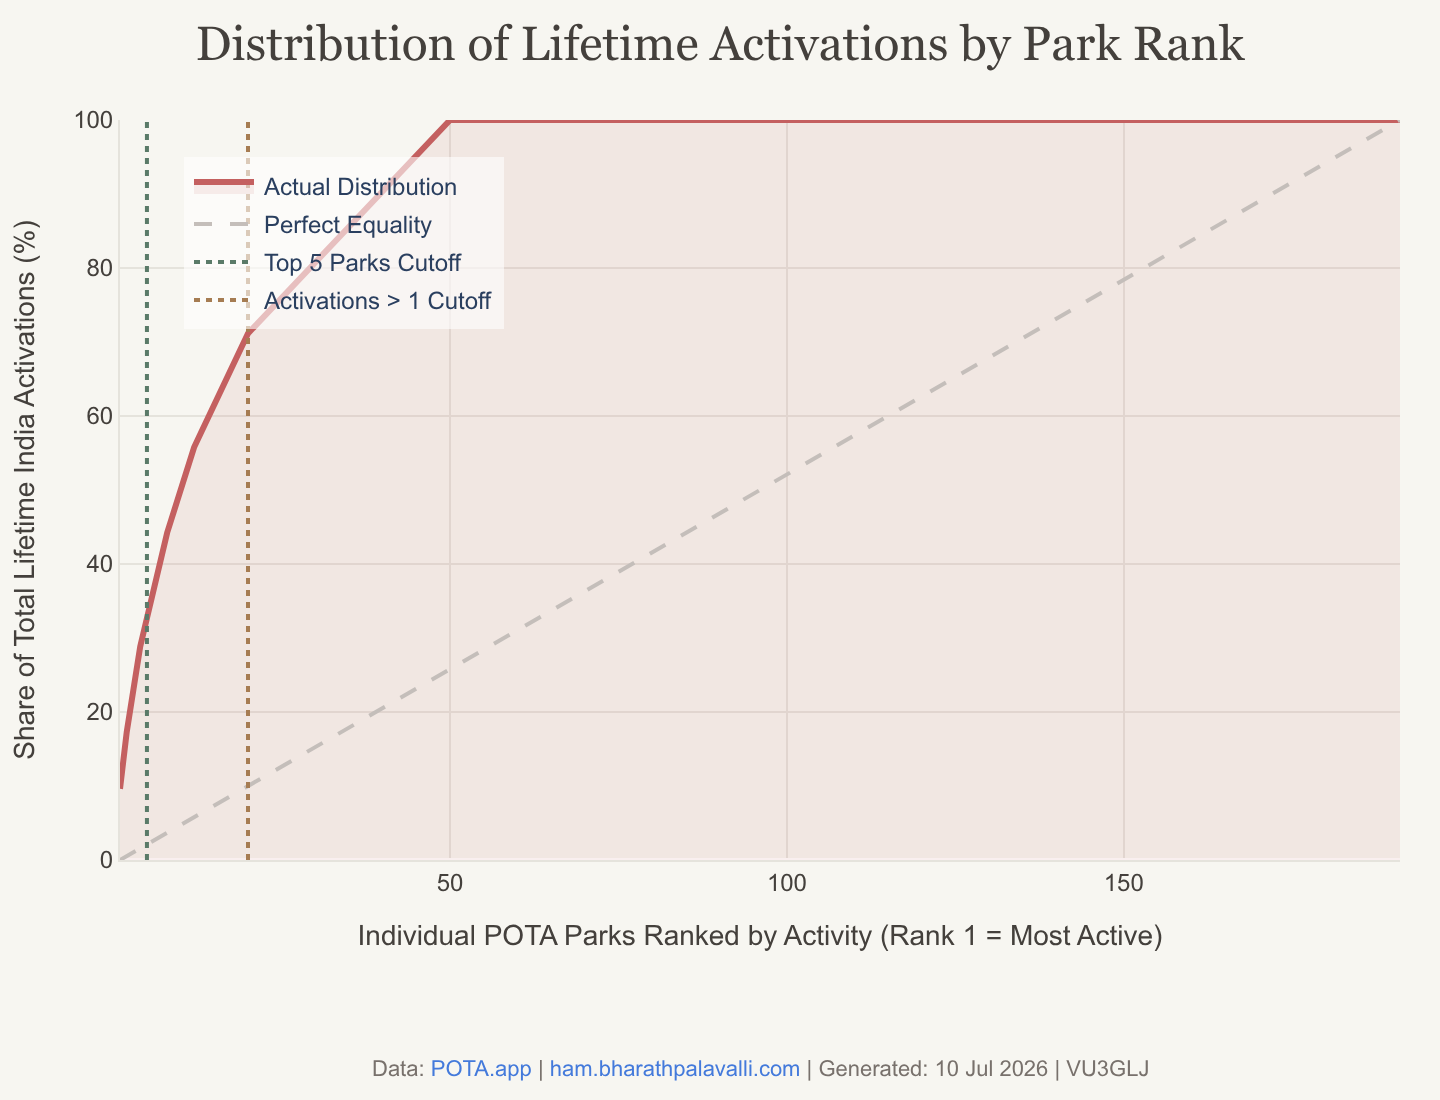 Distribution of Lifetime Activations by Park Rank
Share of Total Lifetime India Activations (%)
100
80
60
40
20
0
Actual Distribution
Perfect Equality
Top 5 Parks Cutoff
Activations > 1 Cutoff
50
100
150
Individual POTA Parks Ranked by Activity (Rank 1 = Most Active)
Data: POTA.app | ham.bharathpalavalli.com | Generated: 10 Jul 2026 | VU3GLJ